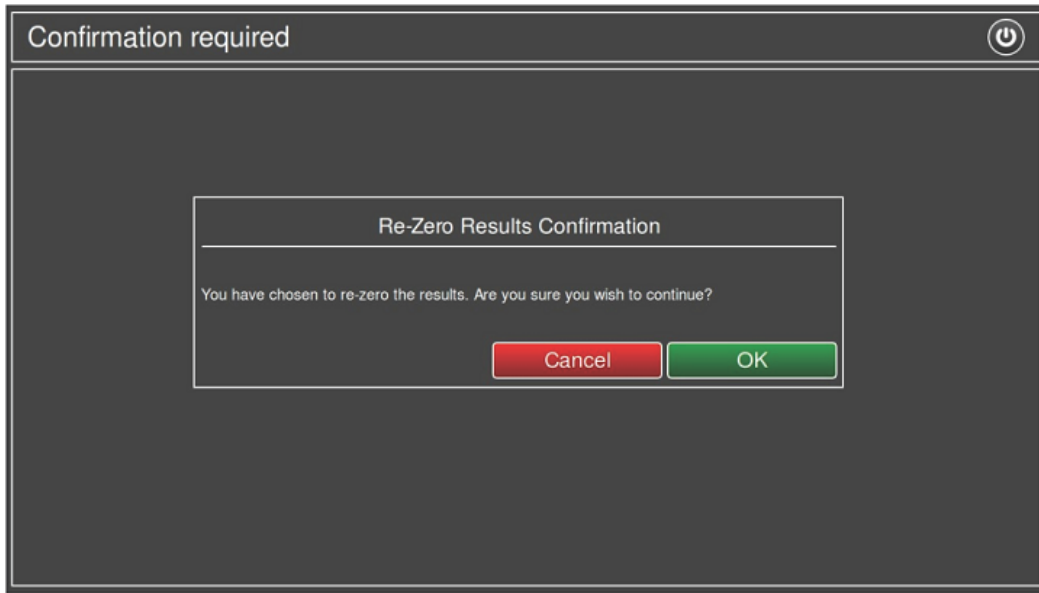 Confirmation required
Re-Zero Results Confirmation
You have chosen to re-zero the results. Are you sure you wish to continue?
Cancel
OK